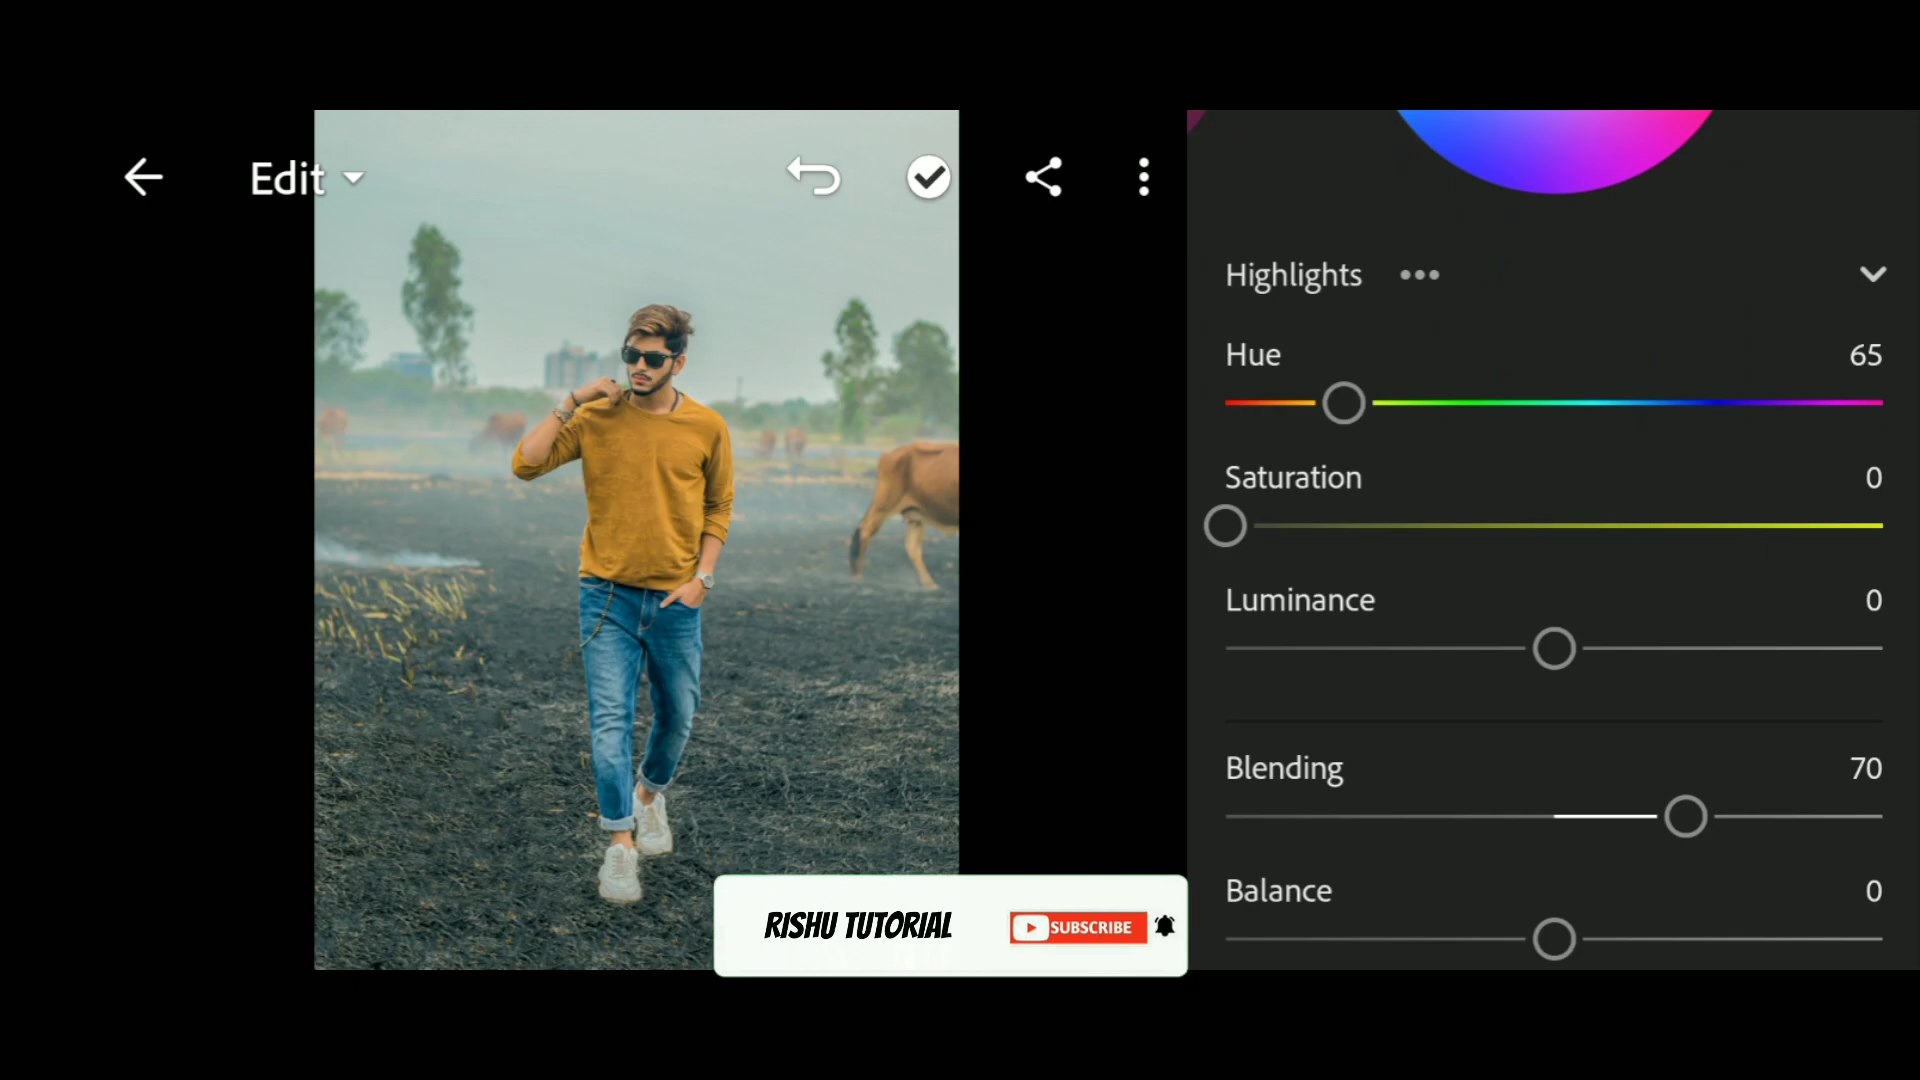 Edit
Highlights
Hue 65
Saturation 0
Luminance 0
Blending 70
Balance 0
RISHU TUTORIAL
SUBSCRIBE